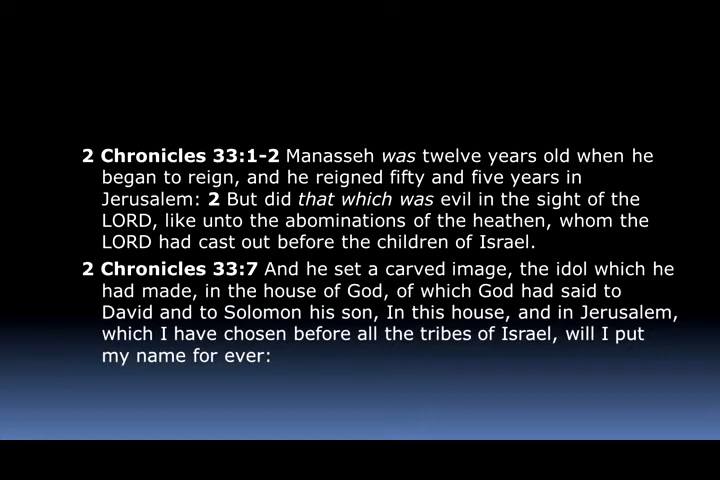 2 Chronicles 33:1-2 Manasseh was twelve years old when he
began to reign, and he reigned fifty and five years in
Jerusalem: 2 But did that which was evil in the sight of the
LORD, like unto the abominations of the heathen, whom the
LORD had cast out before the children of Israel.
2 Chronicles 33:7 And he set a carved image, the idol which he
had made, in the house of God, of which God had said to
David and to Solomon his son, In this house, and in Jerusalem,
which I have chosen before all the tribes of Israel, will I put
my name for ever: